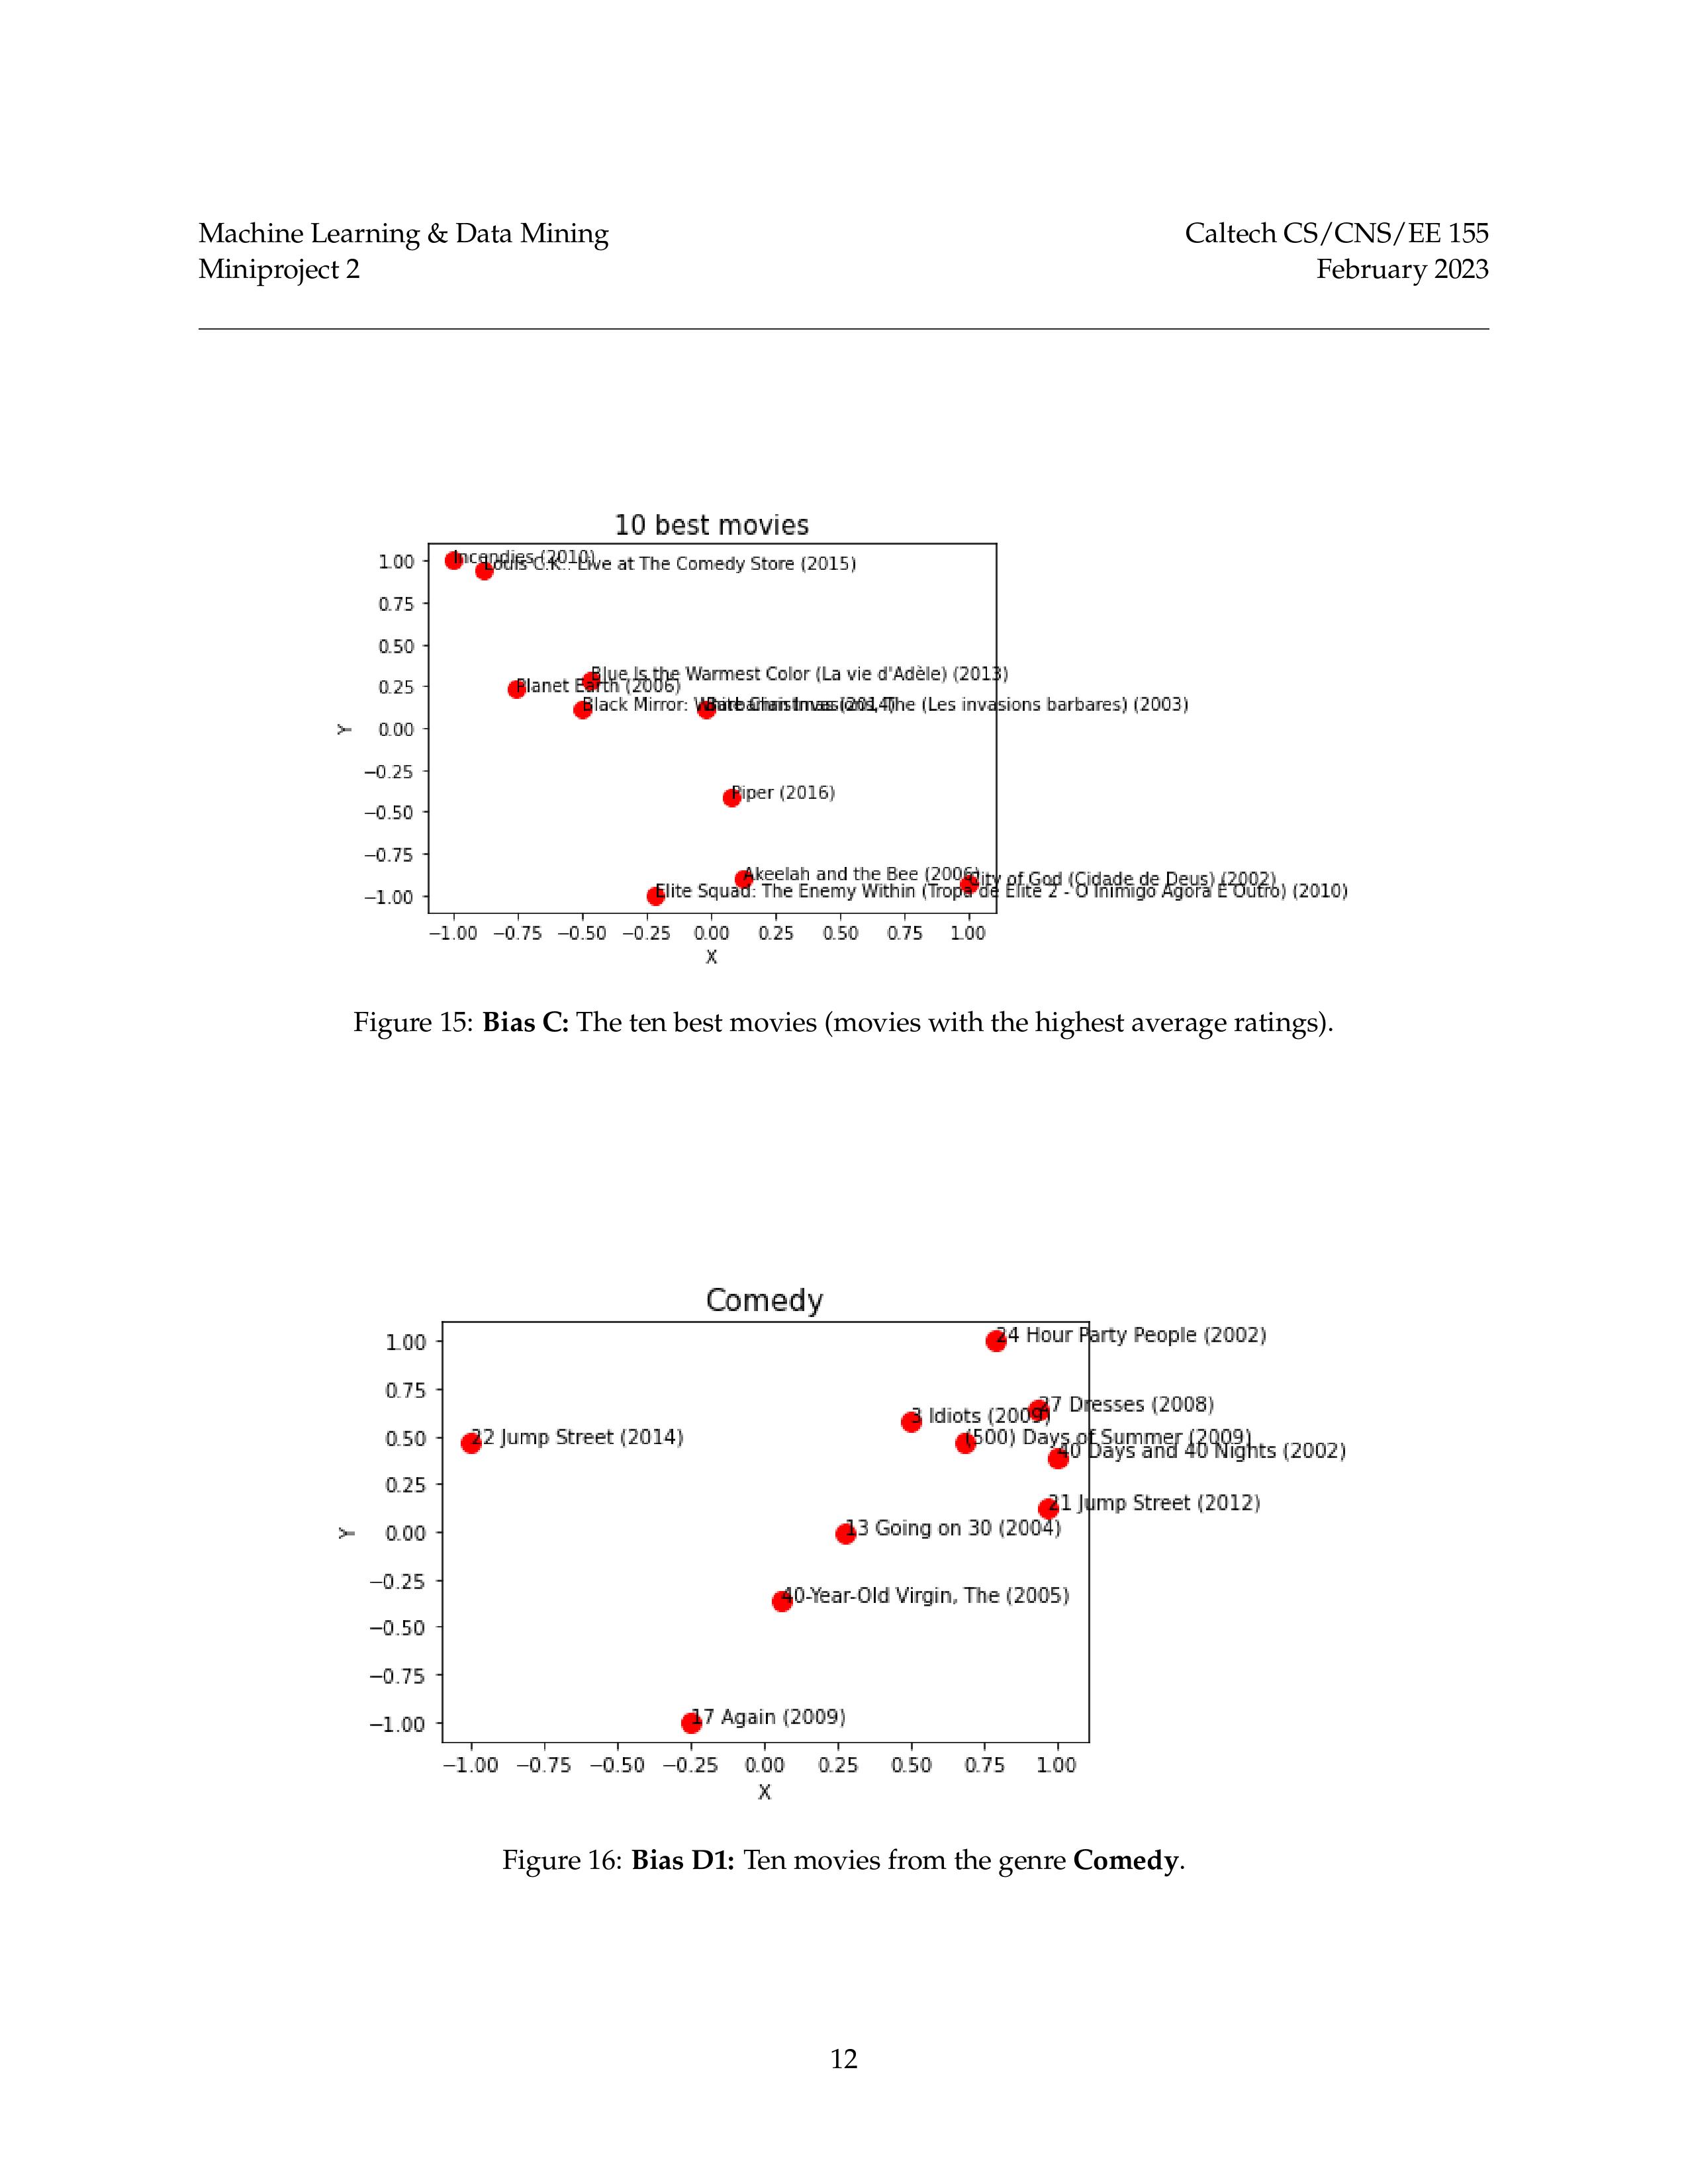 Machine Learning & Data Mining
Miniproject 2
Caltech CS/CNS/EE 155
February 2023
10 best movies
Incendies (2010)
Louis C.K.: Live at The Comedy Store (2015)
Blue Is the Warmest Color (La vie d'Adèle) (2013)
Planet Earth (2006)
Black Mirror: White Christmas (2014)
Barbarian Invasions, The (Les invasions barbares) (2003)
Piper (2016)
Akeelah and the Bee (2006)
City of God (Cidade de Deus) (2002)
Elite Squad: The Enemy Within (Tropa de Elite 2 - O Inimigo Agora É Outro) (2010)
1.00
0.75
0.50
0.25
0.00
−0.25
−0.50
−0.75
−1.00
Y
−1.00 −0.75 −0.50 −0.25 0.00 0.25 0.50 0.75 1.00
X
Figure 15: Bias C: The ten best movies (movies with the highest average ratings).
Comedy
24 Hour Party People (2002)
27 Dresses (2008)
3 Idiots (2009)
(500) Days of Summer (2009)
22 Jump Street (2014)
40 Days and 40 Nights (2002)
21 Jump Street (2012)
13 Going on 30 (2004)
40-Year-Old Virgin, The (2005)
17 Again (2009)
1.00
0.75
0.50
0.25
0.00
−0.25
−0.50
−0.75
−1.00
Y
−1.00 −0.75 −0.50 −0.25 0.00 0.25 0.50 0.75 1.00
X
Figure 16: Bias D1: Ten movies from the genre Comedy.
12